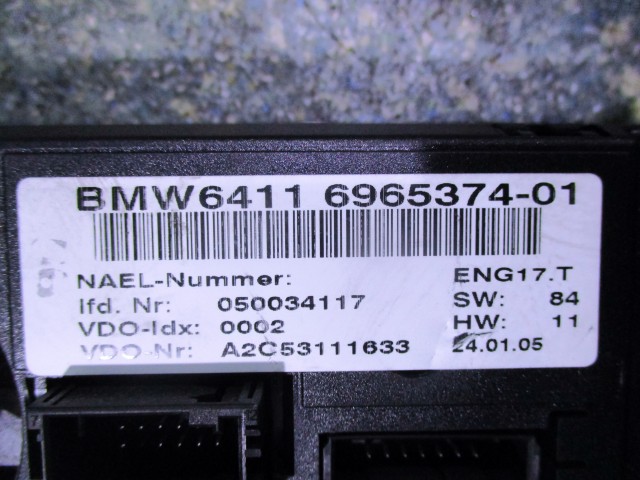 BMW6411 6965374-01
NAEL-Nummer: ENG17.T
lfd. Nr: 050034117 SW: 84
VDO-Idx: 0002 HW: 11
VDO-Nr: A2C53111633 24.01.05